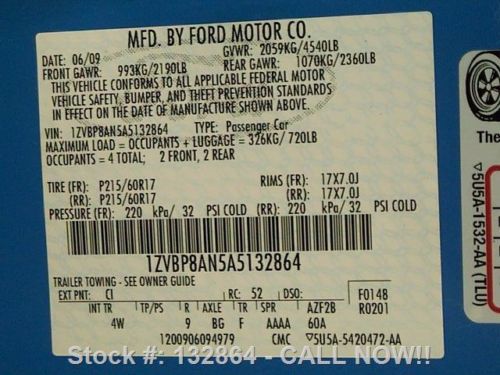 MFD. BY FORD MOTOR CO.
DATE: 06/09 GVWR: 2059KG/4540LB
FRONT GAWR: 993KG/2190LB REAR GAWR: 1070KG/2360LB
THIS VEHICLE CONFORMS TO ALL APPLICABLE FEDERAL MOTOR
VEHICLE SAFETY, BUMPER, AND THEFT PREVENTION STANDARDS
IN EFFECT ON THE DATE OF MANUFACTURE SHOWN ABOVE.
VIN: 1ZVBP8AN5A5132864 TYPE: Passenger Car
MAXIMUM LOAD = OCCUPANTS + LUGGAGE = 326KG/ 720LB
OCCUPANTS = 4 TOTAL; 2 FRONT, 2 REAR
TIRE (FR): P215/60R17 RIMS (FR): 17X7.0J
(RR): P215/60R17 (RR): 17X7.0J
PRESSURE (FR): 220 kPa/ 32 PSI COLD (RR): 220 kPa/ 32 PSI COLD
1ZVBP8AN5A5132864
TRAILER TOWING - SEE OWNER GUIDE
EXT PNT: CI RC: 52 DSO: F0148
R0201
INT TR TP/PS R AXLE TR SPR AZF2B
4W 9 BG F AAAA 60A
1200906094979 CMC ▽5U5A-5420472-AA
The
▽5U5A-1532-AA (TLU)
Stock #: 132864 - CALL NOW!!